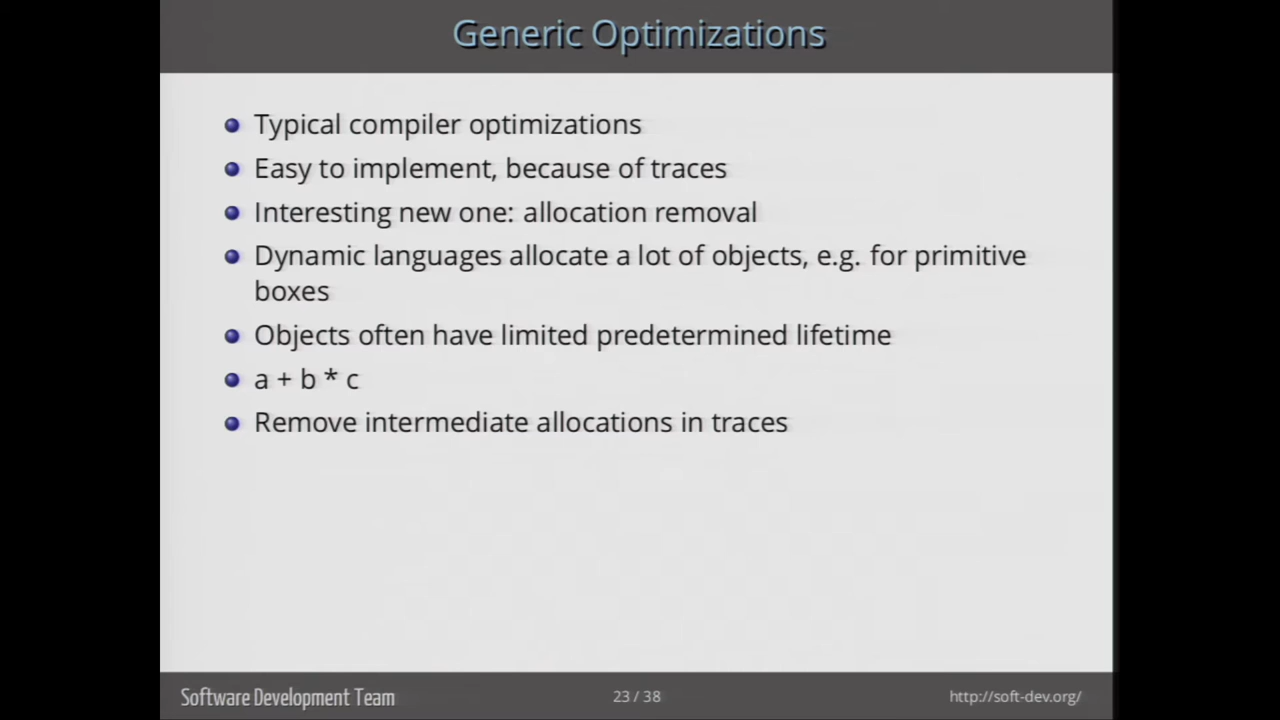 Generic Optimizations
Typical compiler optimizations
Easy to implement, because of traces
Interesting new one: allocation removal
Dynamic languages allocate a lot of objects, e.g. for primitive
boxes
Objects often have limited predetermined lifetime
a + b * c
Remove intermediate allocations in traces
Software Development Team
23 / 38
http://soft-dev.org/